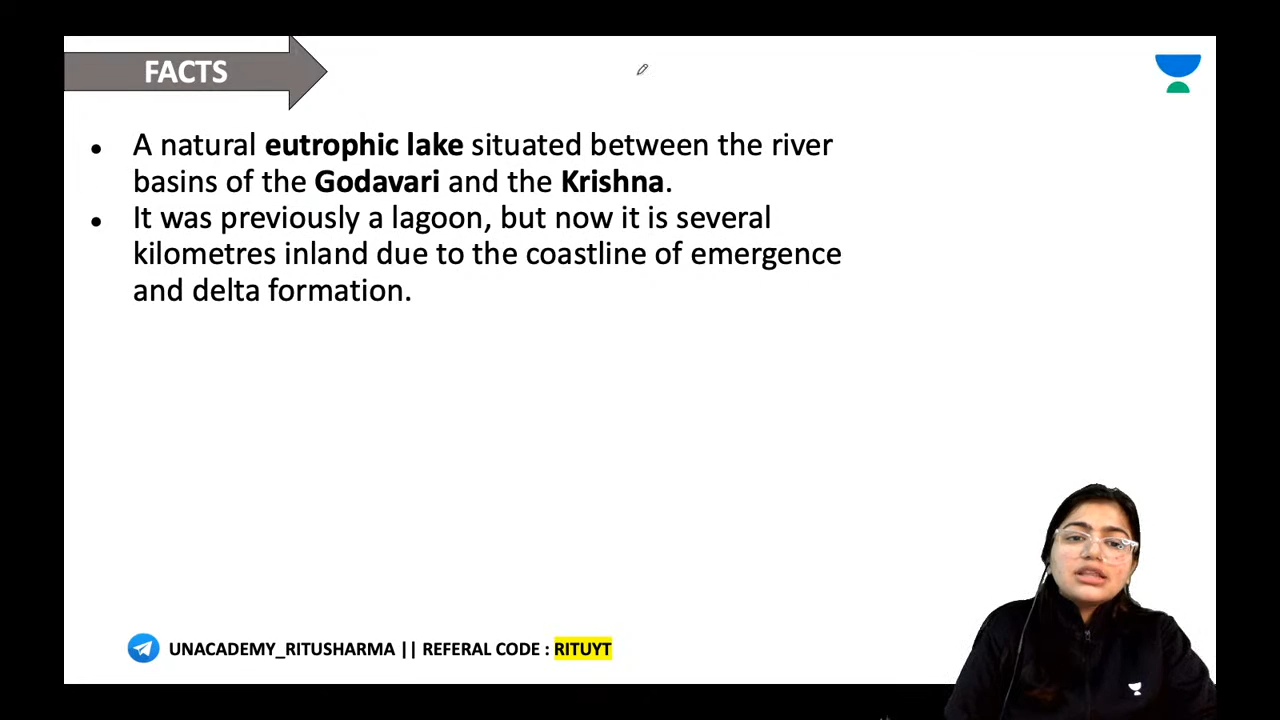 FACTS
• A natural eutrophic lake situated between the river
basins of the Godavari and the Krishna.
• It was previously a lagoon, but now it is several
kilometres inland due to the coastline of emergence
and delta formation.
UNACADEMY_RITUSHARMA || REFERAL CODE : RITUYT